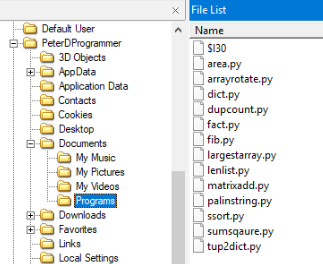 Default User
PeterDProgrammer
3D Objects
AppData
Application Data
Contacts
Cookies
Desktop
Documents
My Music
My Pictures
My Videos
Programs
Downloads
Favorites
Links
Local Settings
File List
Name
$I30
area.py
arrayrotate.py
dict.py
dupcount.py
fact.py
fib.py
largestarray.py
lenlist.py
matrixadd.py
palinstring.py
ssort.py
sumsqaure.py
tup2dict.py